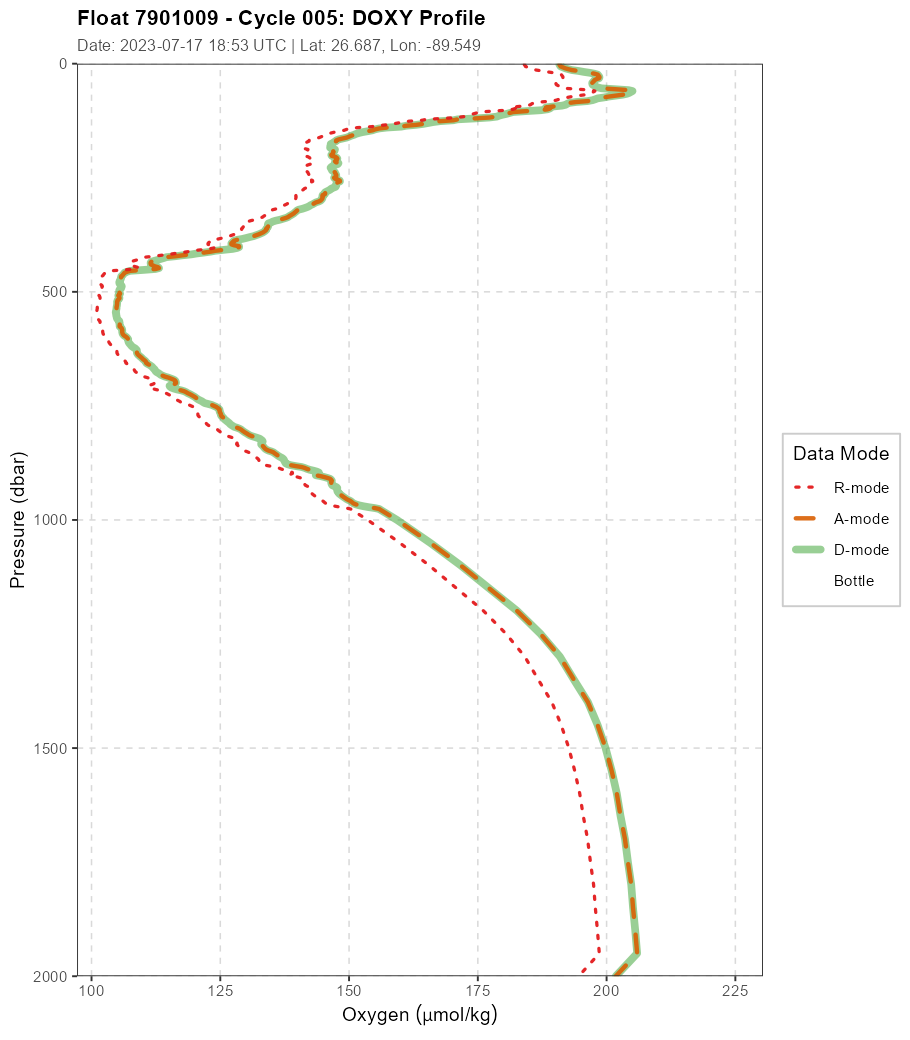 Float 7901009 - Cycle 005: DOXY Profile
Date: 2023-07-17 18:53 UTC | Lat: 26.687, Lon: -89.549
0
500
1000
1500
2000
Pressure (dbar)
100 125 150 175 200 225
Oxygen (μmol/kg)
Data Mode
R-mode
A-mode
D-mode
Bottle